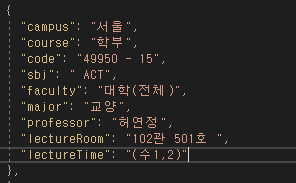 {
"campus": "서울",
"course": "학부",
"code": "49950 - 15",
"sbj": " ACT",
"faculty": "대학(전체)",
"major": "교양",
"professor": "허연정",
"lectureRoom": "102관 501호 ",
"lectureTime": "(수1,2)"
},